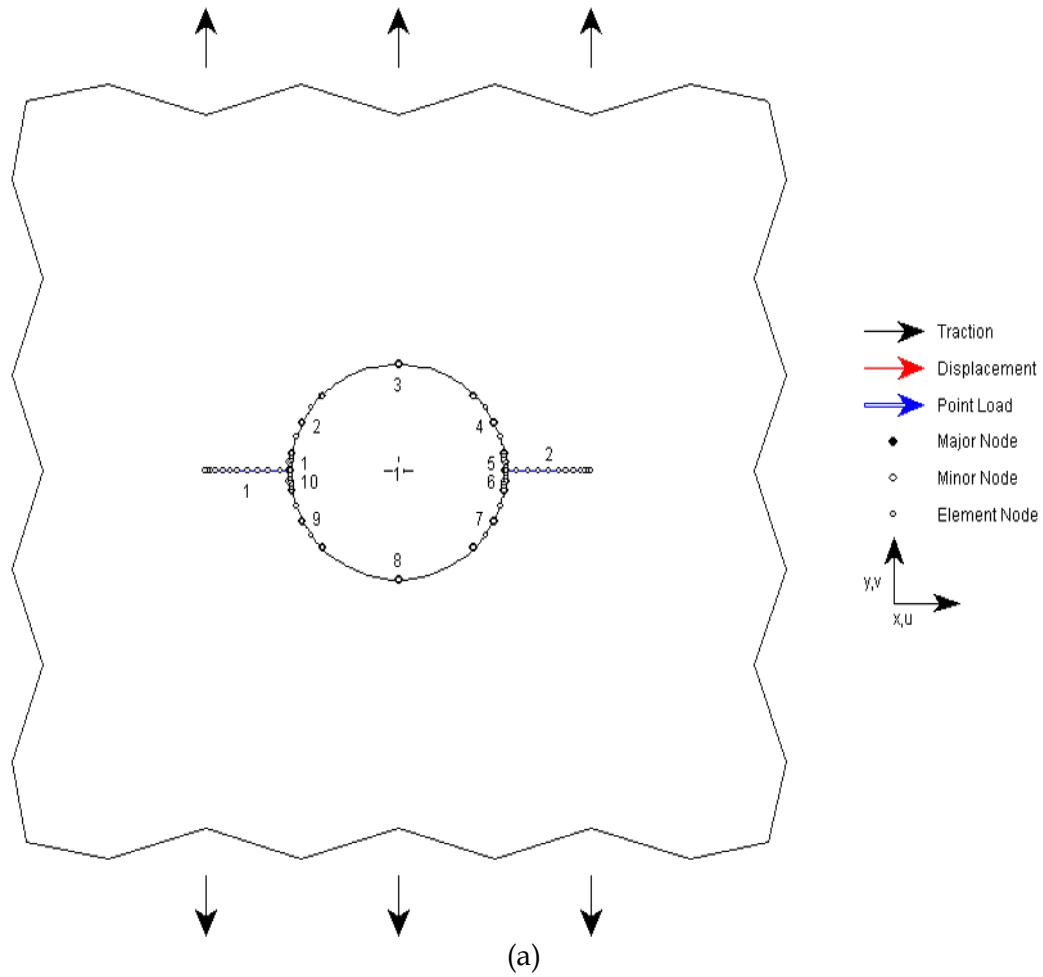 3
2
4
1
5
2
10
-1-
6
1
9
7
8
Traction
Displacement
Point Load
Major Node
Minor Node
Element Node
y,v
x,u
(a)